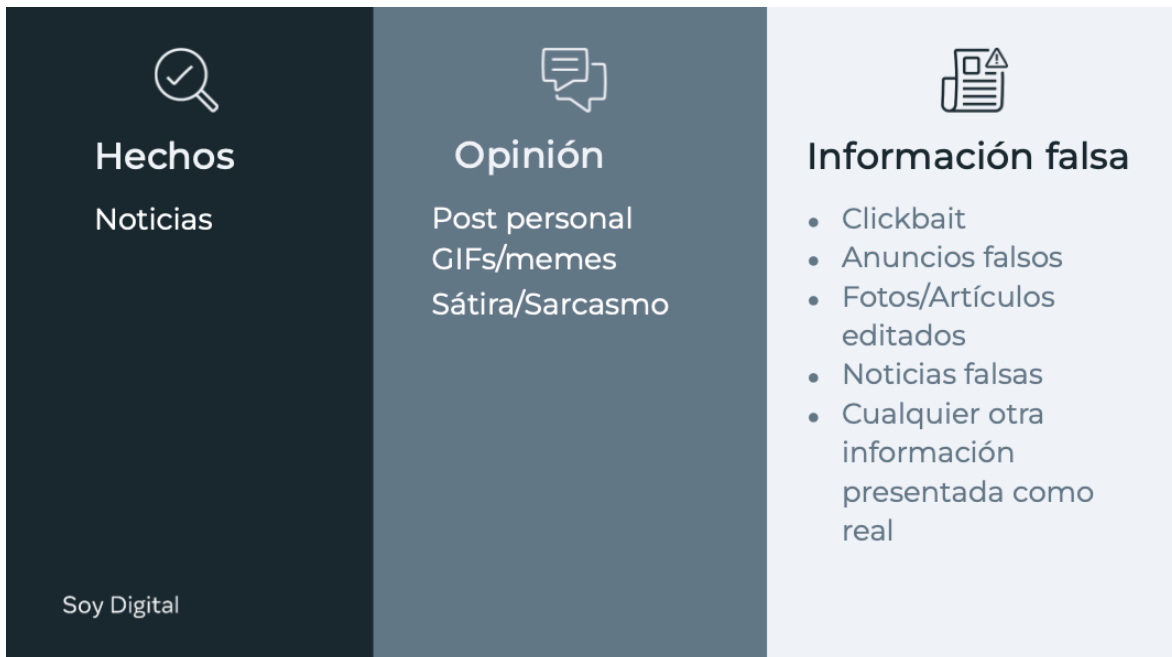 Hechos
Noticias
Soy Digital
Opinión
Post personal
GIFs/memes
Sátira/Sarcasmo
Información falsa
• Clickbait
• Anuncios falsos
• Fotos/Artículos
editados
• Noticias falsas
• Cualquier otra
información
presentada como
real